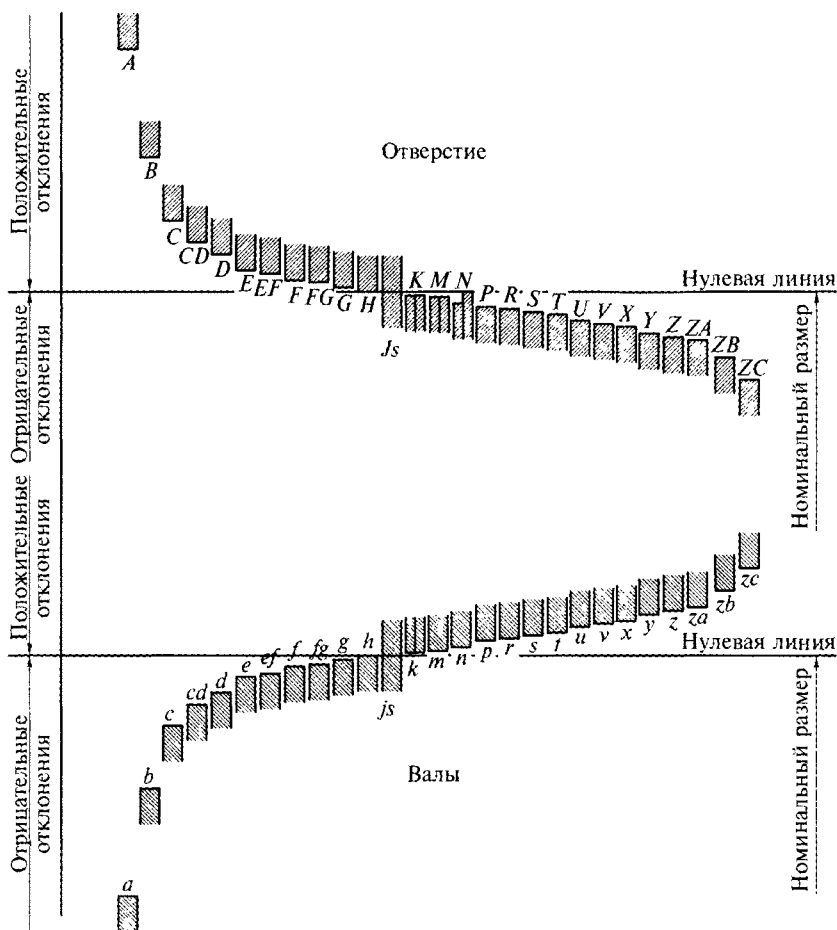 A
Положительные
отклонения
Отверстие
B
C
CD
D
E EF F FG G H
K M N P R S T U V X Y Z ZA ZB ZC
Нулевая линия
Js
Отрицательные
отклонения
Номинальный размер
Положительные
отклонения
zc
zb
za
z
y
x
v
u
t
s
r
p
n
m
k
Нулевая линия
h
g
fg
f
ef
e
d
cd
c
js
Отрицательные
отклонения
Валы
Номинальный размер
b
a